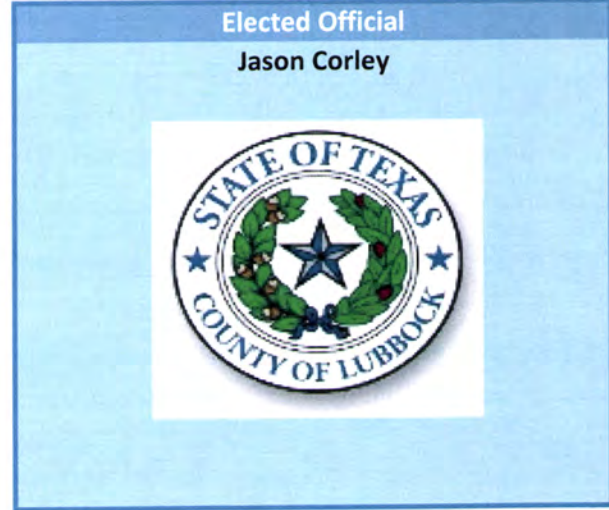 Elected Official
Jason Corley
STATE OF TEXAS
COUNTY OF LUBBOCK